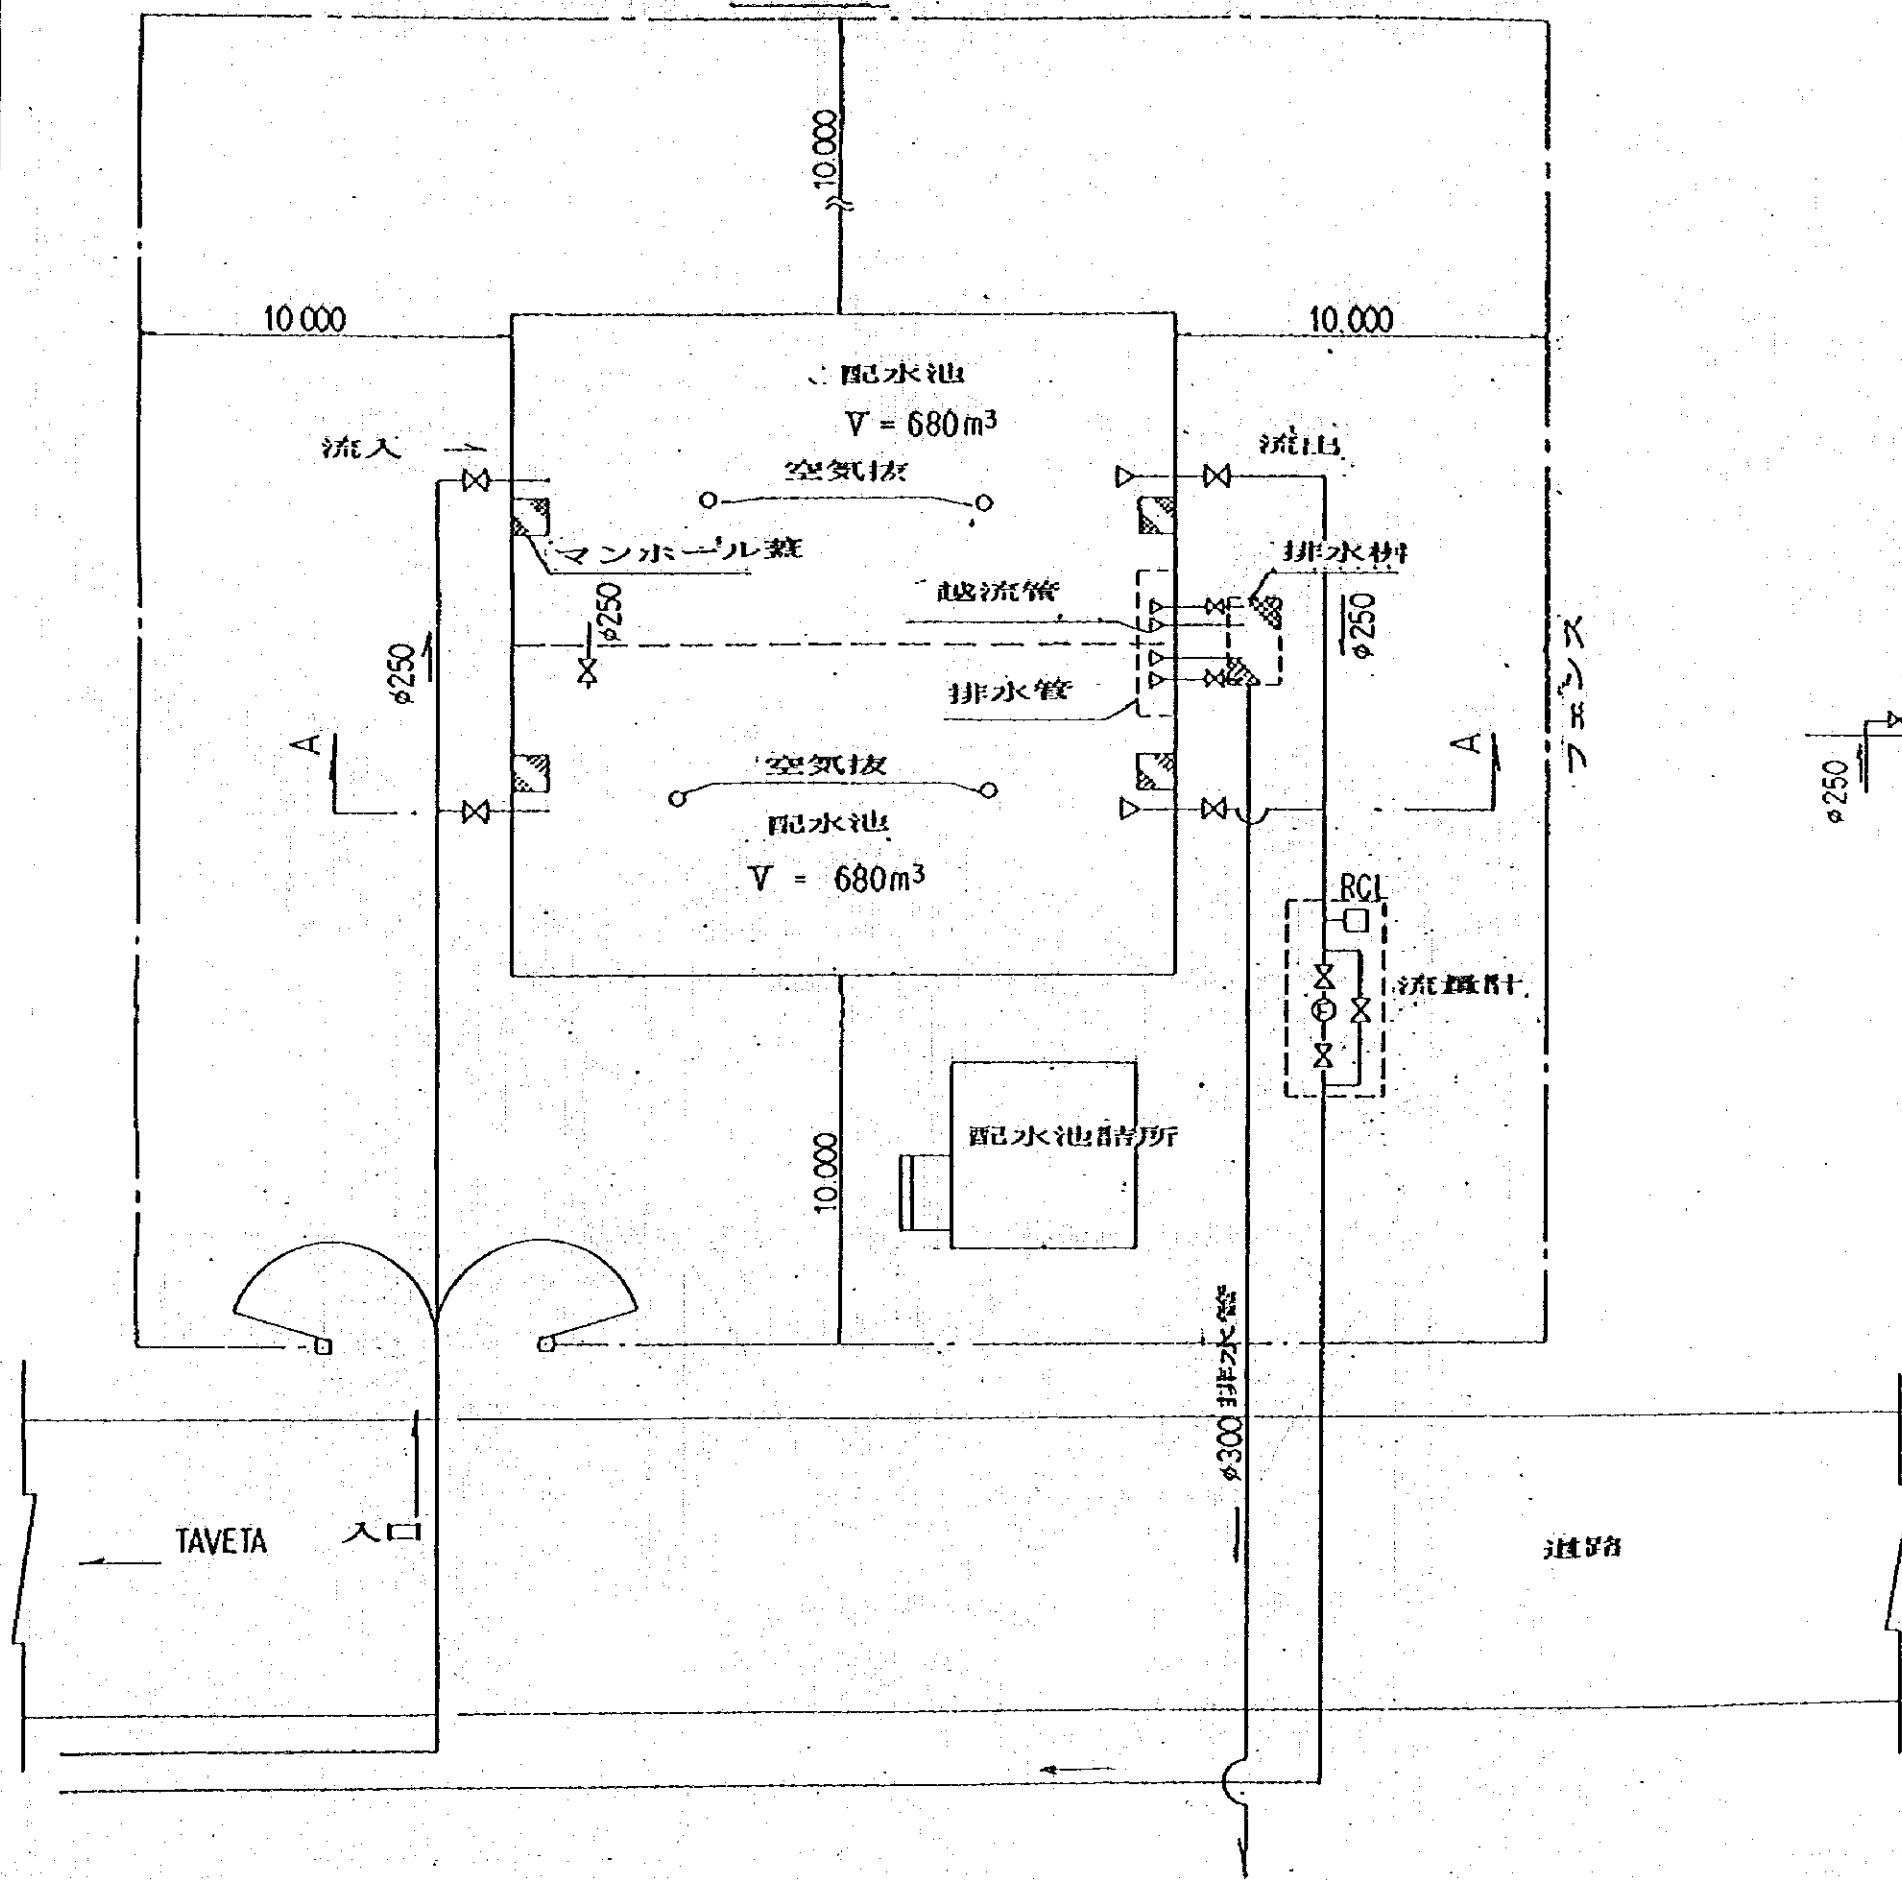 10.000
10.000
10.000
配水池
V = 680m³
流入
流出
空気抜
マンホール蓋
排水桝
越流管
φ250
φ250
φ250
フェンス
排水管
A
A
空気抜
φ250
配水池
V = 680m³
RCL
流量計
配水池詰所
10.000
φ300 排水管
TAVETA
入口
道路